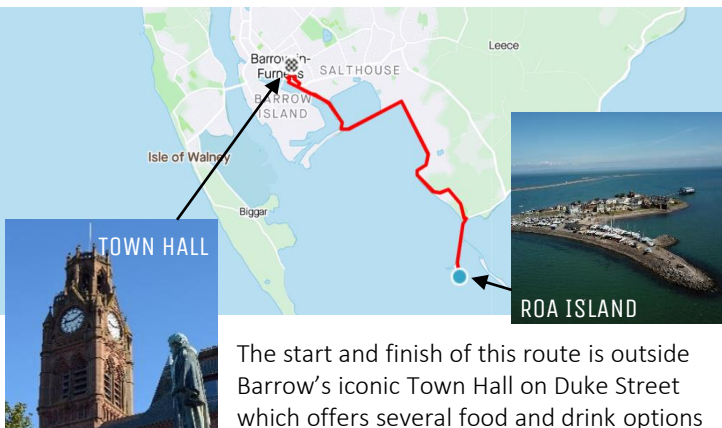 Leece
Barrow-in-
Furness
SALTHOUSE
BARROW
ISLAND
Isle of Walney
Biggar
TOWN HALL
ROA ISLAND
The start and finish of this route is outside
Barrow’s iconic Town Hall on Duke Street
which offers several food and drink options